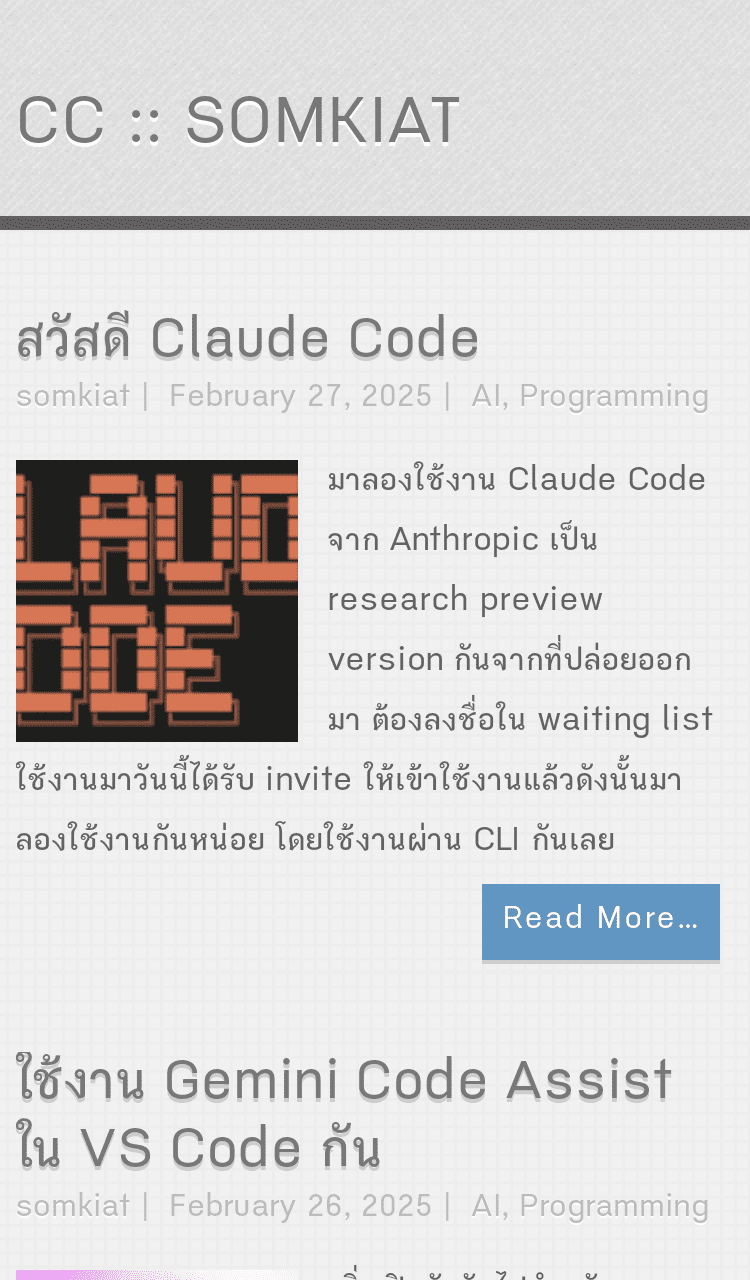 CC :: SOMKIAT
สวัสดี Claude Code
somkiat | February 27, 2025 | AI, Programming
มาลองใช้งาน Claude Code
จาก Anthropic เป็น
research preview
version กันจากที่ปล่อยออก
มา ต้องลงชื่อใน waiting list
ใช้งานมาวันนี้ได้รับ invite ให้เข้าใช้งานแล้วดังนั้นมา
ลองใช้งานกันหน่อย โดยใช้งานผ่าน CLI กันเลย
Read More...
ใช้งาน Gemini Code Assist
ใน VS Code กัน
somkiat | February 26, 2025 | AI, Programming